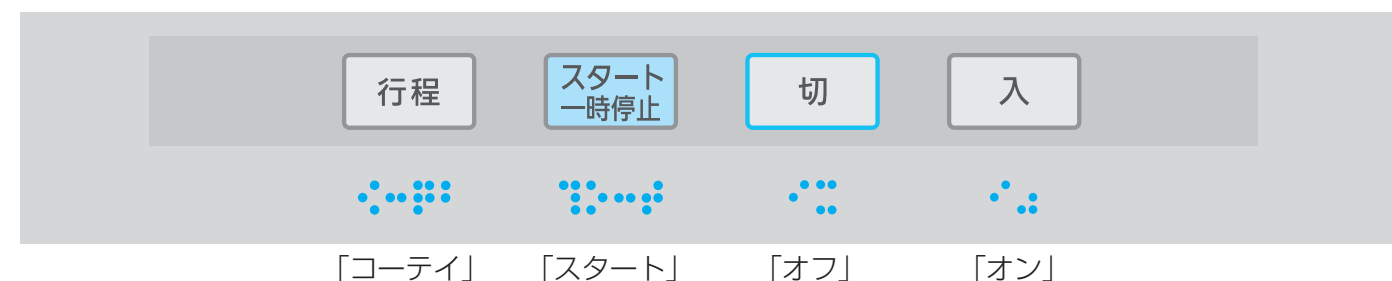 行程
スタート
一時停止
切
入
⠪⠒⠟⠃
⠹⠕⠒⠞
⠊⠭
⠊⠴
「コーテイ」
「スタート」
「オフ」
「オン」